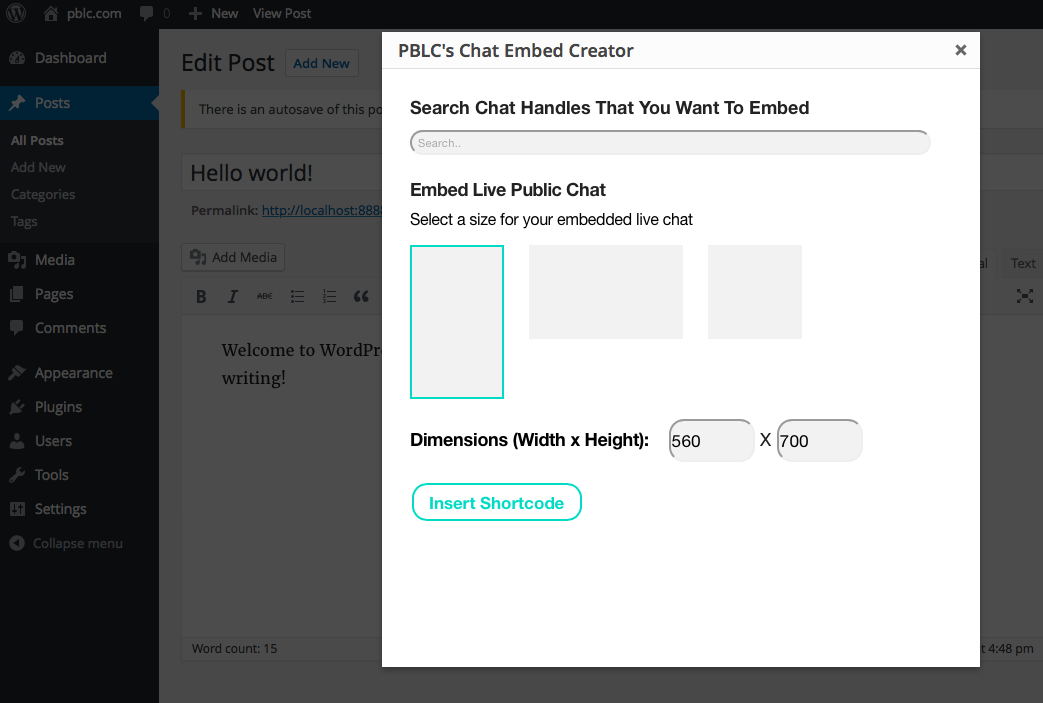 pblc.com 0 New View Post
Dashboard
Posts
All Posts
Add New
Categories
Tags
Media
Pages
Comments
Appearance
Plugins
Users
Tools
Settings
Collapse menu
Edit Post Add New
There is an autosave of this po
Hello world!
Permalink: http://localhost:888
Add Media
al Text
B I ABC
Welcome to WordPre
writing!
Word count: 15
t 4:48 pm
PBLC's Chat Embed Creator ×
Search Chat Handles That You Want To Embed
Search..
Embed Live Public Chat
Select a size for your embedded live chat
Dimensions (Width x Height): 560 X 700
Insert Shortcode